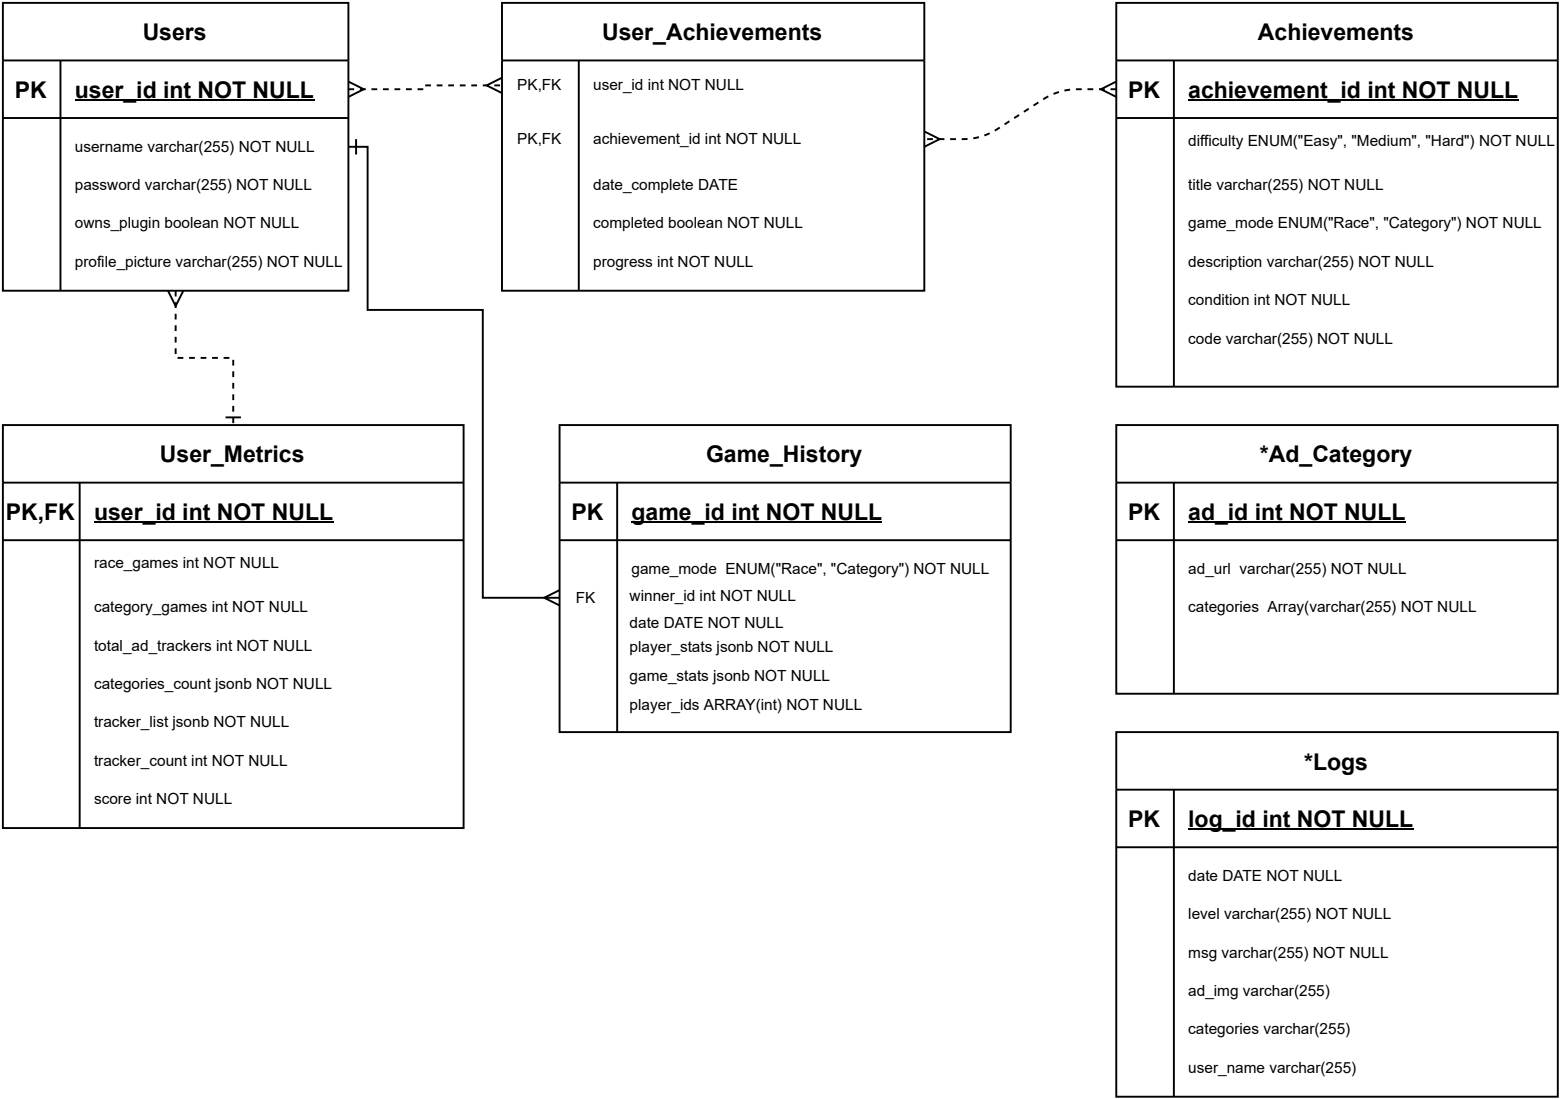 Users
PK user_id int NOT NULL
username varchar(255) NOT NULL
password varchar(255) NOT NULL
owns_plugin boolean NOT NULL
profile_picture varchar(255) NOT NULL
User_Achievements
PK,FK user_id int NOT NULL
PK,FK achievement_id int NOT NULL
date_complete DATE
completed boolean NOT NULL
progress int NOT NULL
Achievements
PK achievement_id int NOT NULL
difficulty ENUM("Easy", "Medium", "Hard") NOT NULL
title varchar(255) NOT NULL
game_mode ENUM("Race", "Category") NOT NULL
description varchar(255) NOT NULL
condition int NOT NULL
code varchar(255) NOT NULL
User_Metrics
PK,FK user_id int NOT NULL
race_games int NOT NULL
category_games int NOT NULL
total_ad_trackers int NOT NULL
categories_count jsonb NOT NULL
tracker_list jsonb NOT NULL
tracker_count int NOT NULL
score int NOT NULL
Game_History
PK game_id int NOT NULL
game_mode  ENUM("Race", "Category") NOT NULL
FK winner_id int NOT NULL
date DATE NOT NULL
player_stats jsonb NOT NULL
game_stats jsonb NOT NULL
player_ids ARRAY(int) NOT NULL
*Ad_Category
PK ad_id int NOT NULL
ad_url  varchar(255) NOT NULL
categories  Array(varchar(255) NOT NULL
*Logs
PK log_id int NOT NULL
date DATE NOT NULL
level varchar(255) NOT NULL
msg varchar(255) NOT NULL
ad_img varchar(255)
categories varchar(255)
user_name varchar(255)